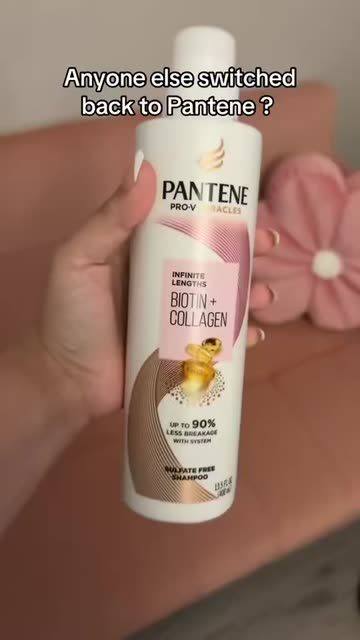 Anyone else switched
back to Pantene ?
PANTENE
PRO-V MIRACLES
INFINITE
LENGTHS
BIOTIN +
COLLAGEN
UP TO 90%
LESS BREAKAGE
WITH SYSTEM
SULFATE FREE
SHAMPOO